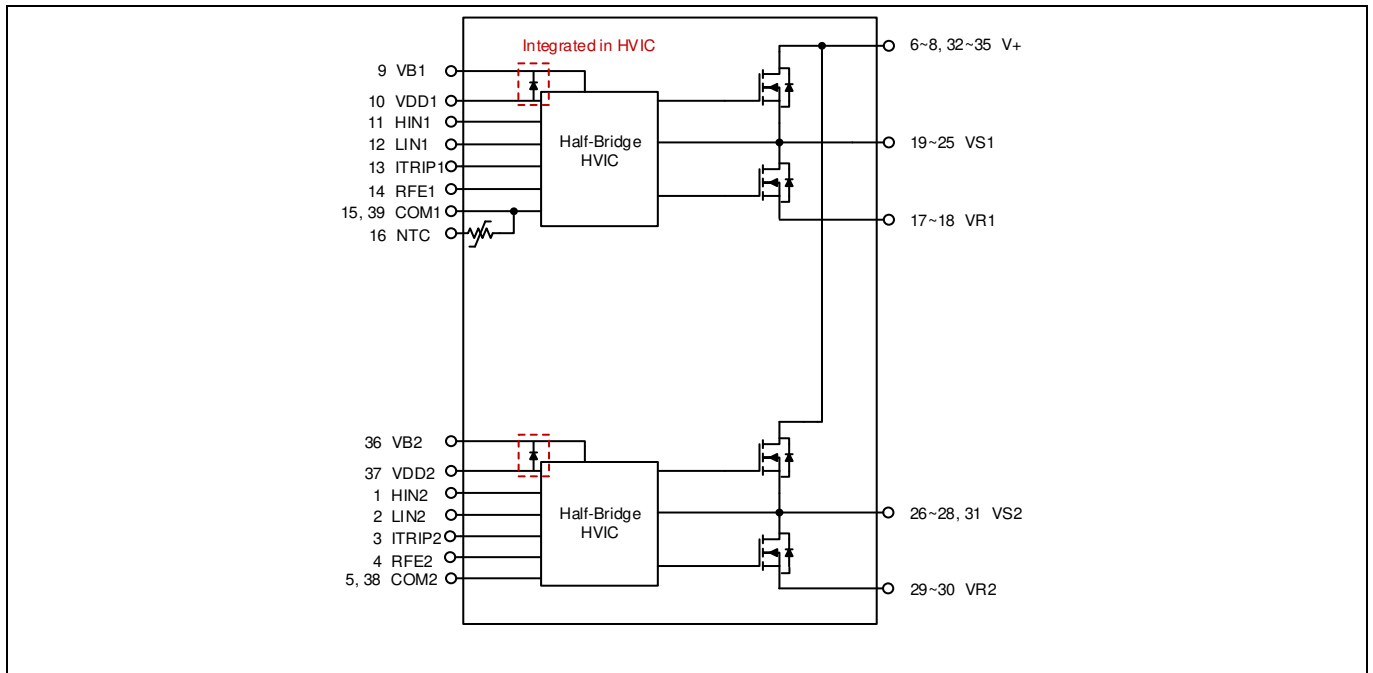 Integrated in HVIC
6~8, 32~35 V+
9 VB1
10 VDD1
11 HIN1
12 LIN1
13 ITRIP1
14 RFE1
15, 39 COM1
16 NTC
Half-Bridge
HVIC
19~25 VS1
17~18 VR1
36 VB2
37 VDD2
1 HIN2
2 LIN2
3 ITRIP2
4 RFE2
5, 38 COM2
Half-Bridge
HVIC
26~28, 31 VS2
29~30 VR2